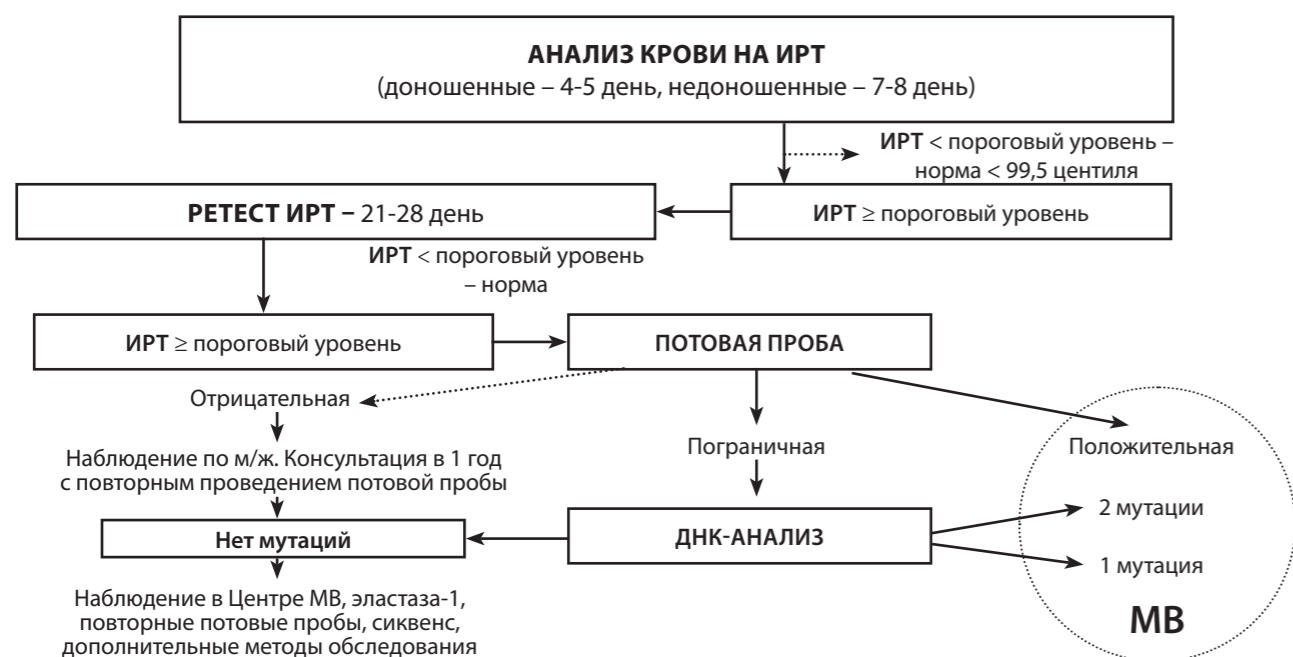 АНАЛИЗ КРОВИ НА ИРТ
(доношенные – 4-5 день, недоношенные – 7-8 день)
ИРТ < пороговый уровень –
норма < 99,5 центиля
РЕТЕСТ ИРТ – 21-28 день
ИРТ ≥ пороговый уровень
ИРТ < пороговый уровень
– норма
ИРТ ≥ пороговый уровень
ПОТОВАЯ ПРОБА
Отрицательная
Пограничная
Положительная
Наблюдение по м/ж. Консультация в 1 год
с повторным проведением потовой пробы
2 мутации
Нет мутаций
ДНК-АНАЛИЗ
1 мутация
Наблюдение в Центре МВ, эластаза-1,
повторные потовые пробы, сиквенс,
дополнительные методы обследования
МВ